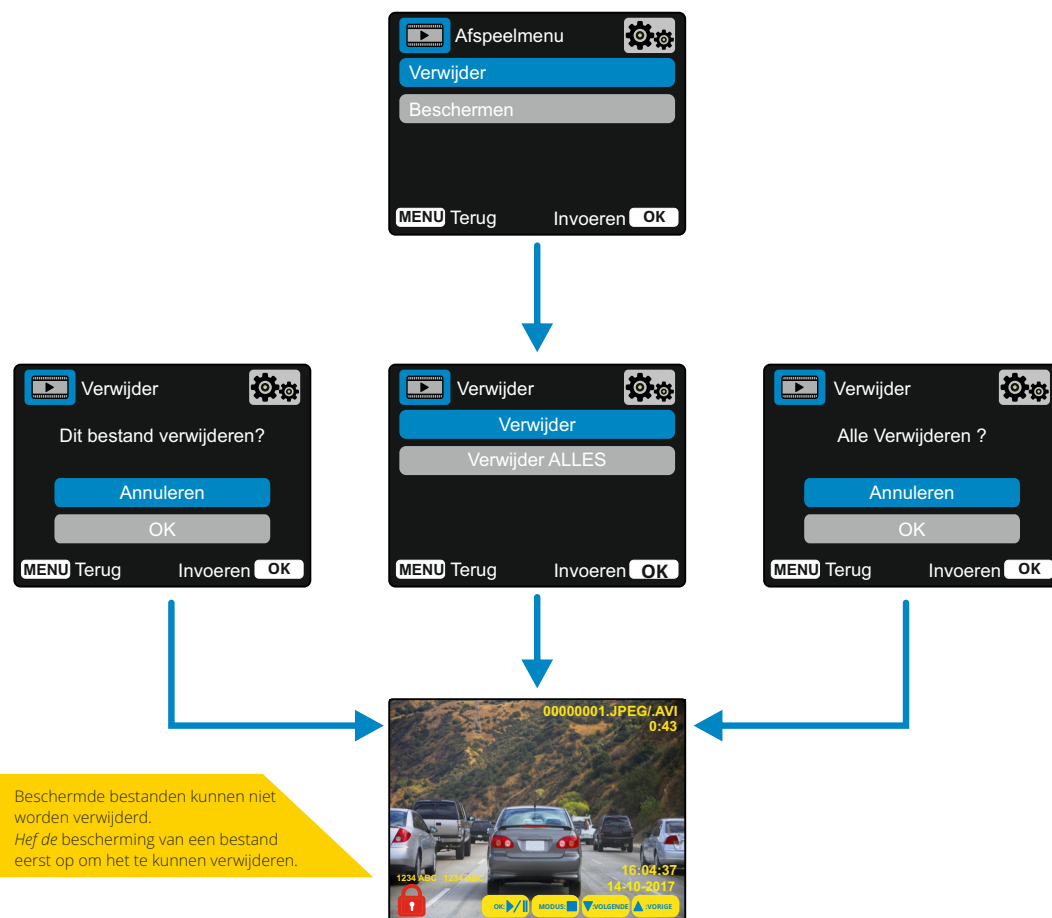 Afspeelmenu
Verwijder
Beschermen
MENU Terug Invoeren OK
Verwijder
Dit bestand verwijderen?
Annuleren
OK
MENU Terug Invoeren OK
Verwijder
Verwijder
Verwijder ALLES
MENU Terug Invoeren OK
Verwijder
Alle Verwijderen ?
Annuleren
OK
MENU Terug Invoeren OK
00000001.JPEG/.AVI
0:43
Beschermde bestanden kunnen niet
worden verwijderd.
Hef de bescherming van een bestand
eerst op om het te kunnen verwijderen.
1234 ABC 1234 ABC
16:04:37
14-10-2017
OK: MODUS: :VOLGENDE :VORIGE